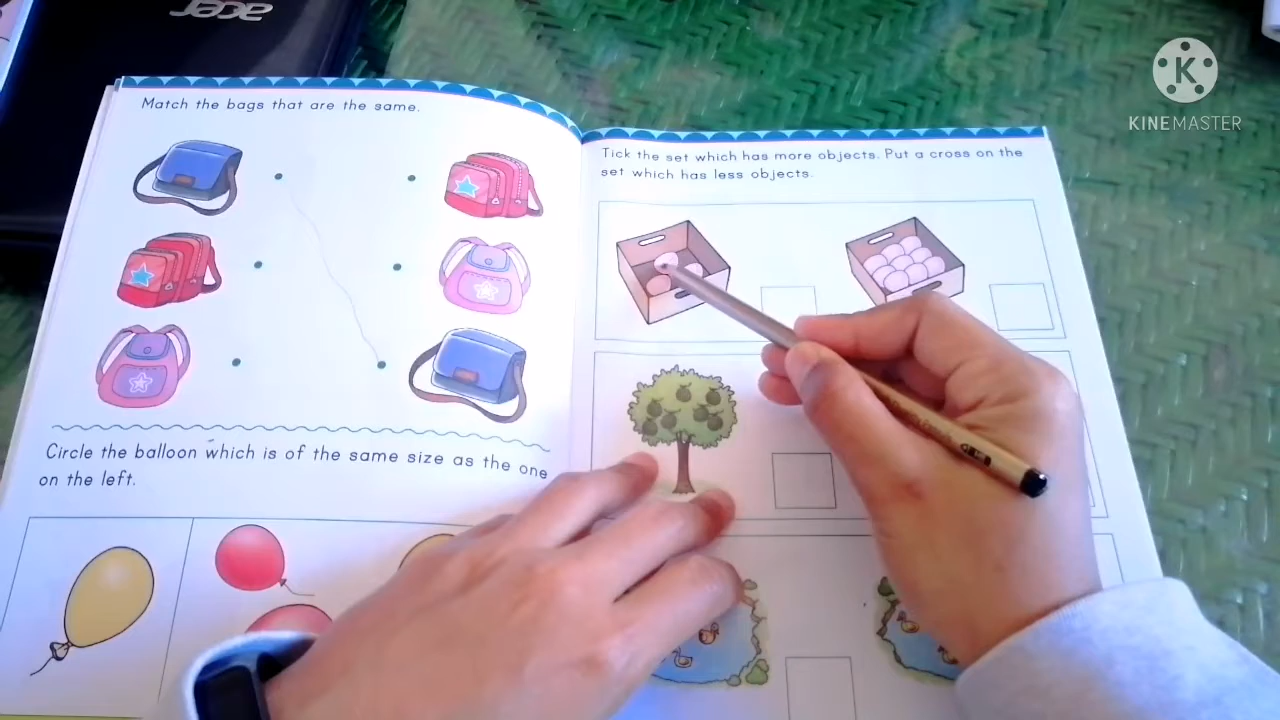 acer
K
KINEMASTER
Match the bags that are the same.
Tick the set which has more objects. Put a cross on the
set which has less objects.
Circle the balloon which is of the same size as the one
on the left.